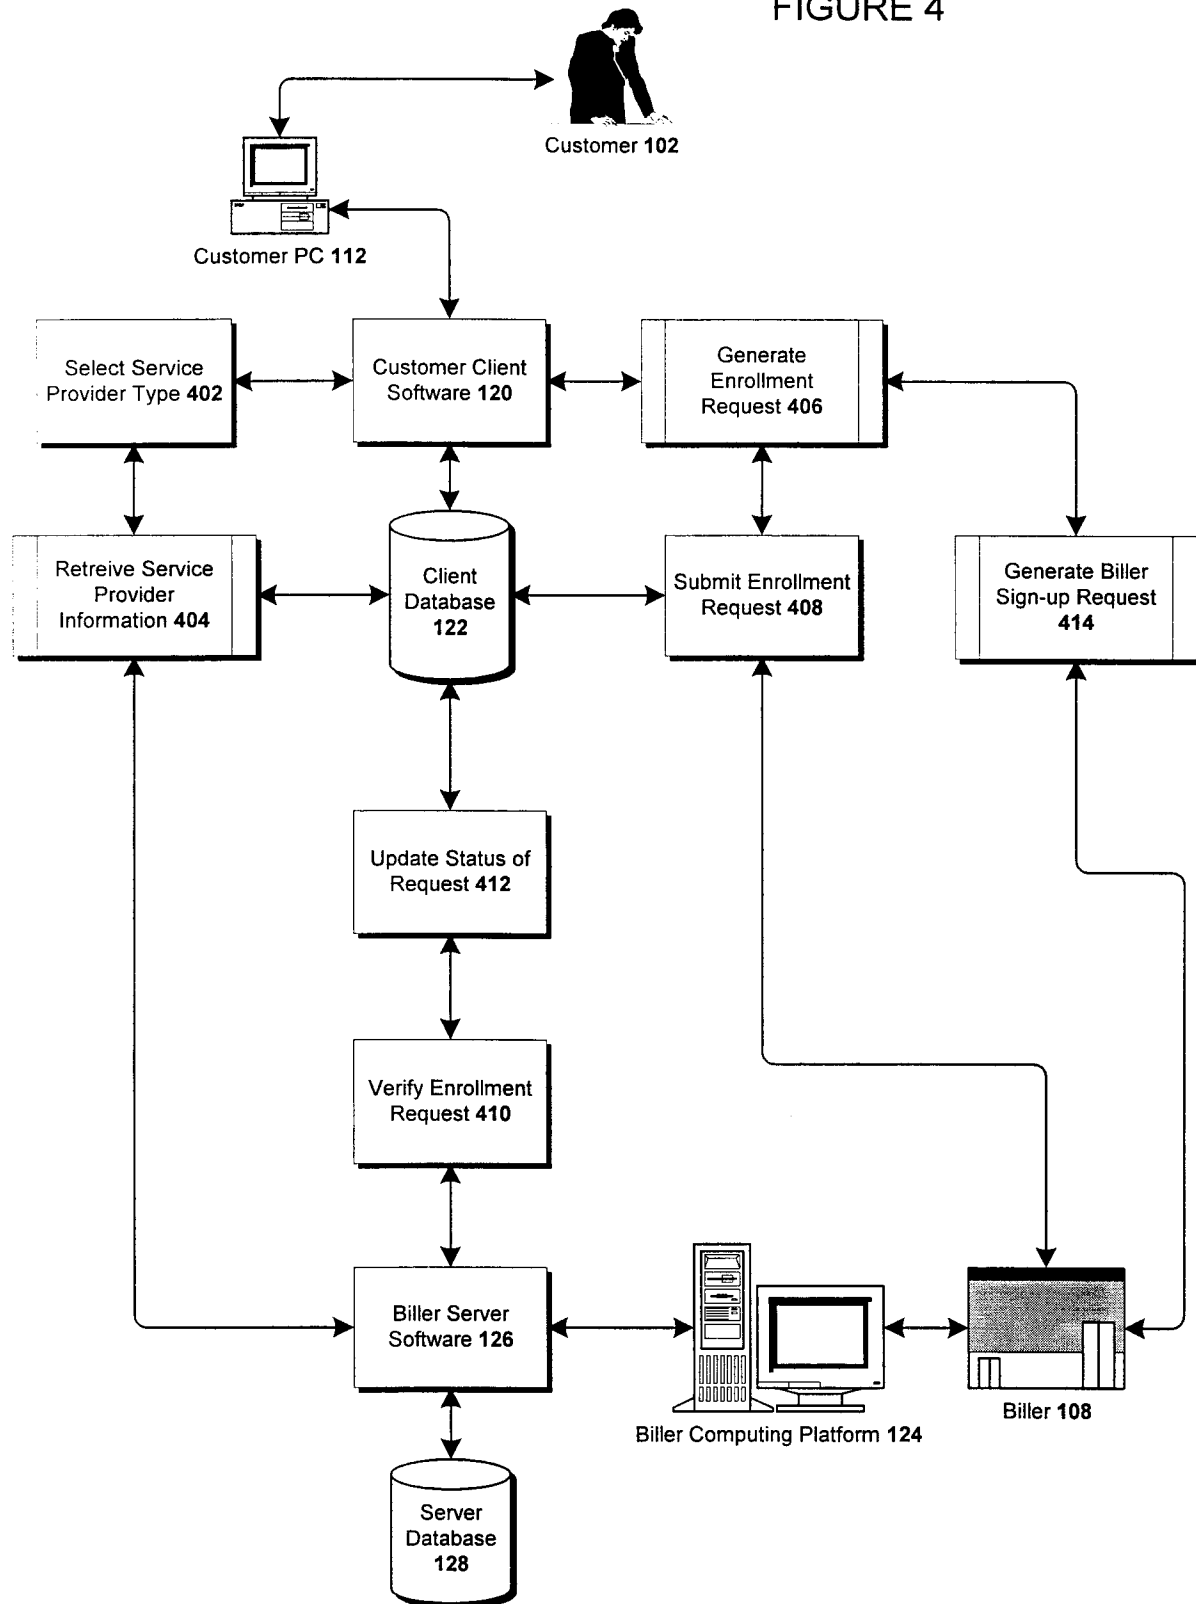 FIGURE 4
Customer 102
Customer PC 112
Select Service
Provider Type 402
Customer Client
Software 120
Generate
Enrollment
Request 406
Retreive Service
Provider
Information 404
Client
Database
122
Submit Enrollment
Request 408
Generate Biller
Sign-up Request
414
Update Status of
Request 412
Verify Enrollment
Request 410
Biller Server
Software 126
Biller Computing Platform 124
Biller 108
Server
Database
128